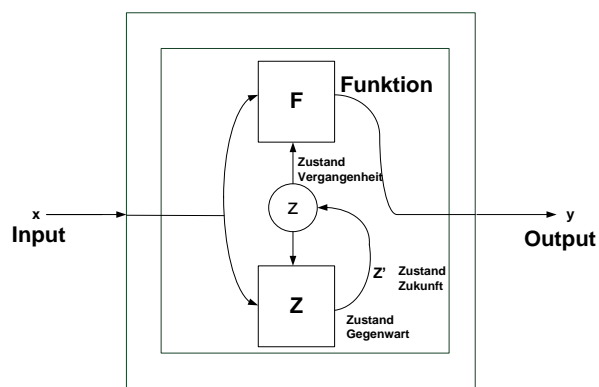 F
Funktion
Zustand
Vergangenheit
z
x
Input
y
Output
Z' Zustand
Zukunft
Z
Zustand
Gegenwart